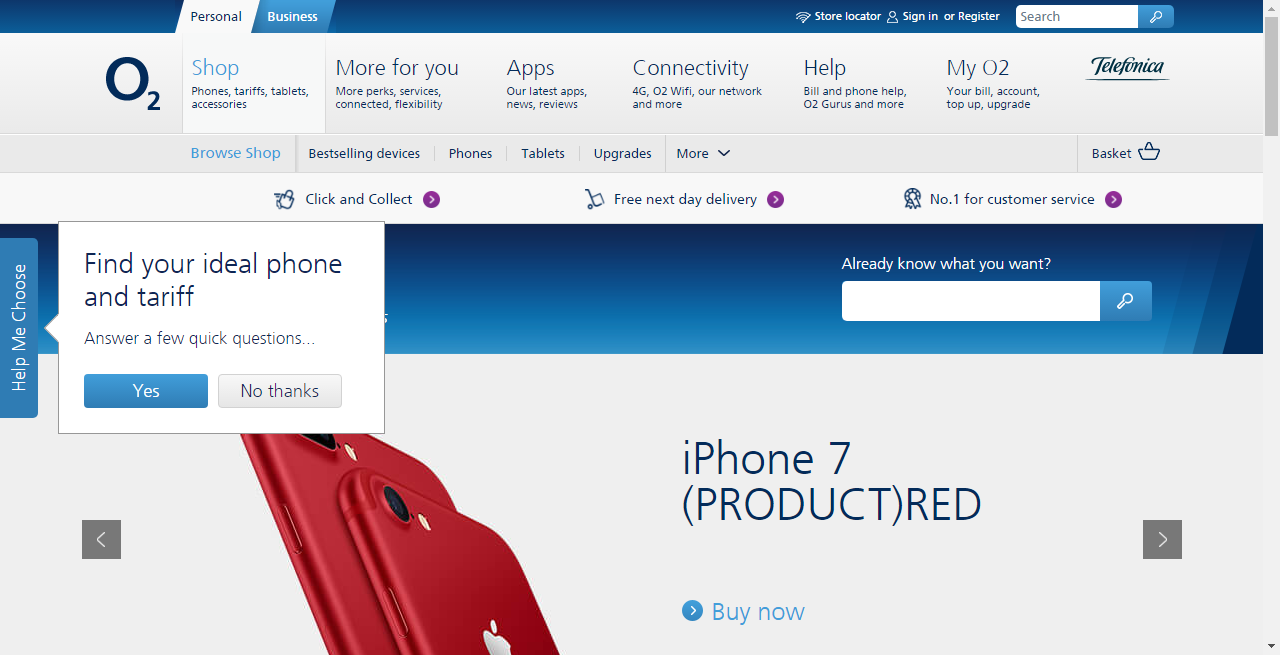 Personal
Business
Store locator
Sign in or Register
Search
O2
Shop
Phones, tariffs, tablets,
accessories
More for you
More perks, services,
connected, flexibility
Apps
Our latest apps,
news, reviews
Connectivity
4G, O2 Wifi, our network
and more
Help
Bill and phone help,
O2 Gurus and more
My O2
Your bill, account,
top up, upgrade
Telefónica
Browse Shop
Bestselling devices
Phones
Tablets
Upgrades
More
Basket
Click and Collect
Free next day delivery
No.1 for customer service
Help Me Choose
Find your ideal phone
and tariff
Answer a few quick questions...
Yes
No thanks
Already know what you want?
iPhone 7
(PRODUCT)RED
Buy now